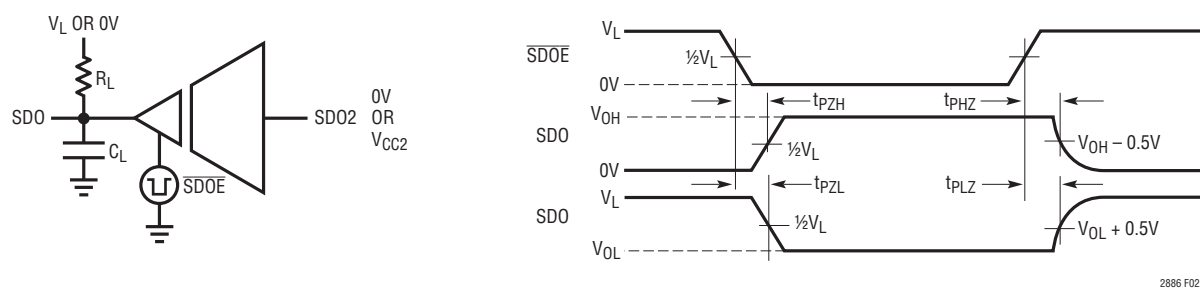 V_L OR 0V
R_L
SDO
C_L
SDOE
SDO2
0V
OR
V_CC2
V_L
SDOE
½V_L
0V
t_PZH
t_PHZ
V_OH
SDO
½V_L
V_OH – 0.5V
0V
t_PZL
t_PLZ
V_L
SDO
½V_L
V_OL + 0.5V
V_OL
2886 F02